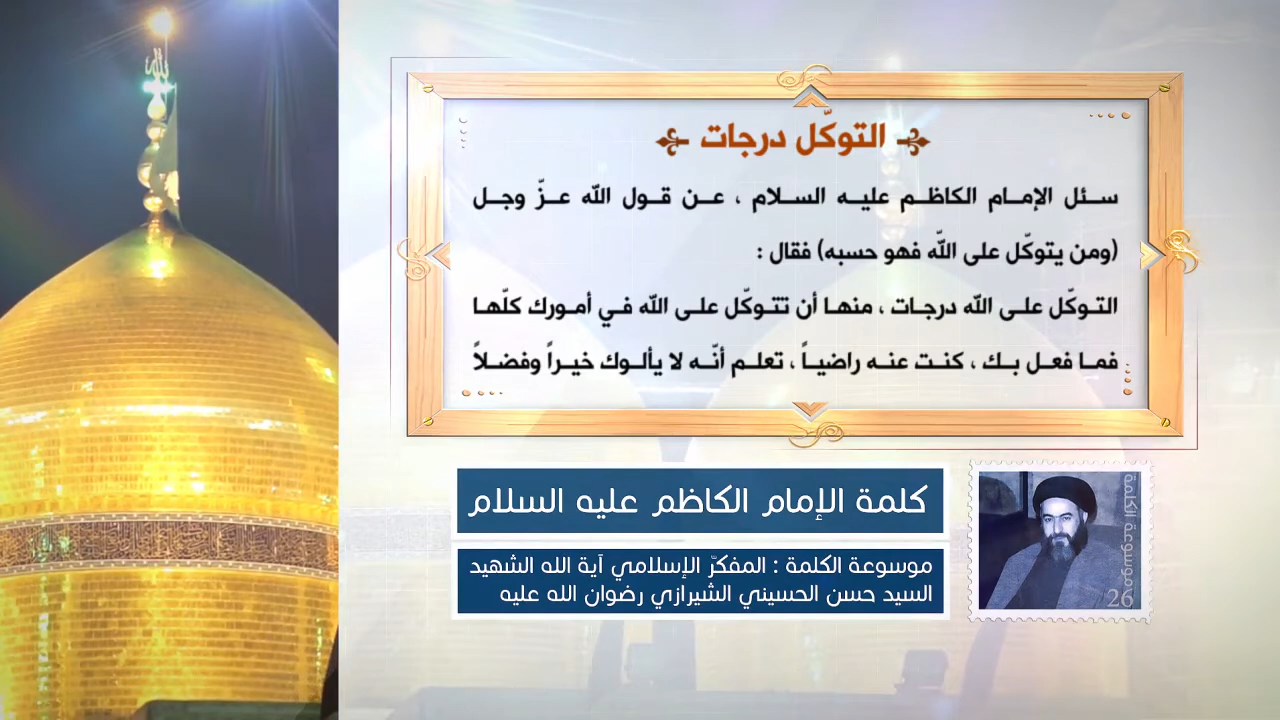 التوكّل درجات
سئل الإمام الكاظم عليه السلام ، عن قول الله عزّ وجل
(ومن يتوكّل على الله فهو حسبه) فقال :
التوكّل على الله درجات ، منها أن تتوكّل على الله في أمورك كلّها
فما فعل بك ، كنت عنه راضياً ، تعلم أنّه لا يألوك خيراً وفضلاً
كلمة الإمام الكاظم عليه السلام
موسوعة الكلمة : المفكرّ الإسلامي آية الله الشهيد
السيد حسن الحسيني الشيرازي رضوان الله عليه
موسوعة الكلمة
26